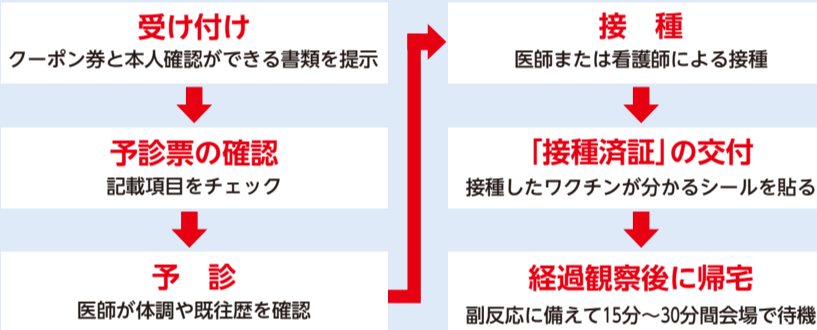 受け付け
クーポン券と本人確認ができる書類を提示
予診票の確認
記載項目をチェック
予　診
医師が体調や既往歴を確認
接　種
医師または看護師による接種
「接種済証」の交付
接種したワクチンが分かるシールを貼る
経過観察後に帰宅
副反応に備えて15分～30分間会場で待機